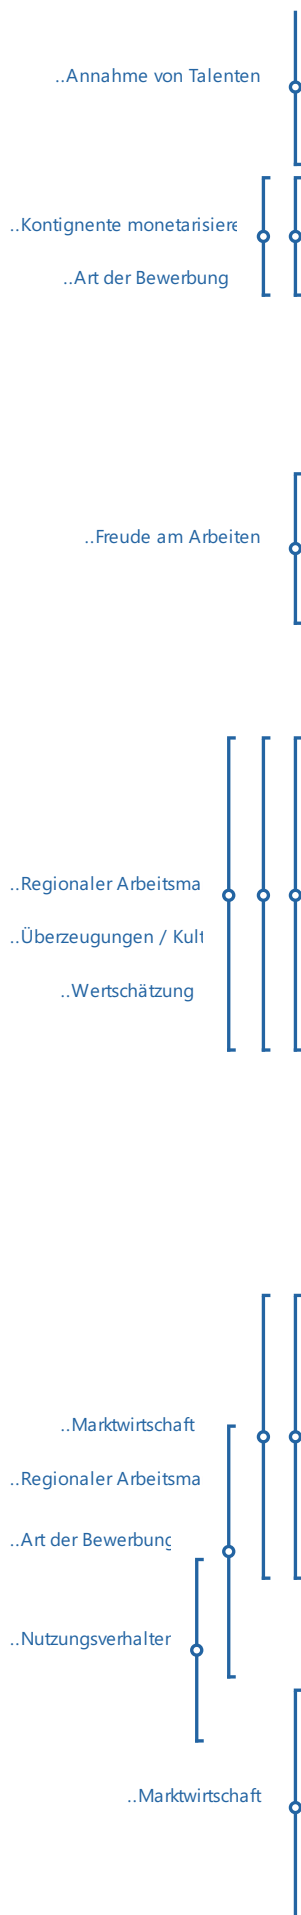 ..Annahme von Talenten
..Kontignente monetarisiere
..Art der Bewerbung
..Freude am Arbeiten
..Regionaler Arbeitsma
..Überzeugungen / Kult
..Wertschätzung
..Marktwirtschaft
..Regionaler Arbeitsma
..Art der Bewerbung
..Nutzungsverhalter
..Marktwirtschaft